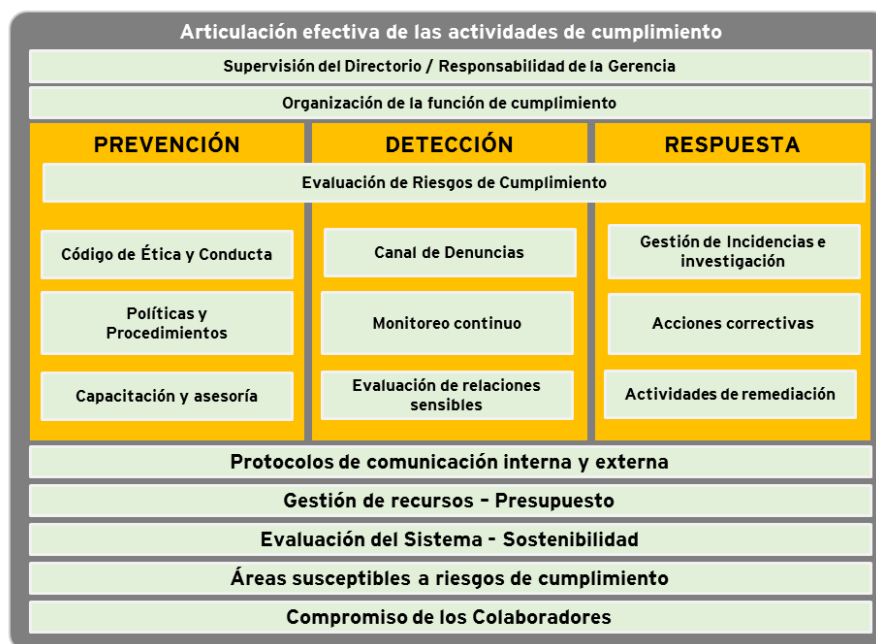 Articulación efectiva de las actividades de cumplimiento
Supervisión del Directorio / Responsabilidad de la Gerencia
Organización de la función de cumplimiento
PREVENCIÓN
DETECCIÓN
RESPUESTA
Evaluación de Riesgos de Cumplimiento
Código de Ética y Conducta
Canal de Denuncias
Gestión de Incidencias e
investigación
Políticas y
Procedimientos
Monitoreo continuo
Acciones correctivas
Capacitación y asesoría
Evaluación de relaciones
sensibles
Actividades de remediación
Protocolos de comunicación interna y externa
Gestión de recursos – Presupuesto
Evaluación del Sistema - Sostenibilidad
Áreas susceptibles a riesgos de cumplimiento
Compromiso de los Colaboradores